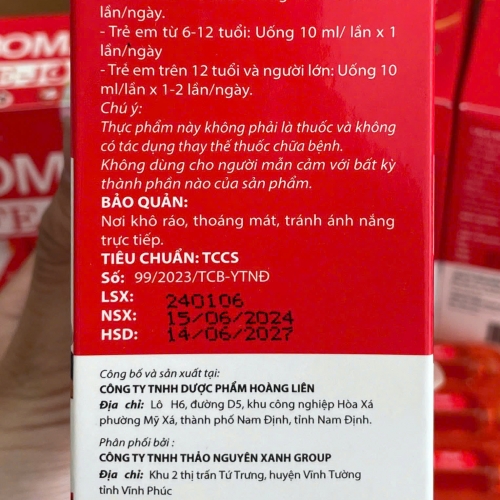 lần/ngày.
- Trẻ em từ 6-12 tuổi: Uống 10 ml/ lần x 1
lần/ngày
- Trẻ em trên 12 tuổi và người lớn: Uống 10
ml/lần x 1-2 lần/ngày.
Chú ý:
Thực phẩm này không phải là thuốc và không
có tác dụng thay thế thuốc chữa bệnh.
Không dùng cho người mẫn cảm với bất kỳ
thành phần nào của sản phẩm.
BẢO QUẢN:
Nơi khô ráo, thoáng mát, tránh ánh nắng
trực tiếp.
TIÊU CHUẨN: TCCS
Số: 99/2023/TCB-YTNĐ
LSX: 240106
NSX: 15/06/2024
HSD: 14/06/2027
Công bố và sản xuất tại:
CÔNG TY TNHH DƯỢC PHẨM HOÀNG LIÊN
Địa chỉ: Lô H6, đường D5, khu công nghiệp Hòa Xá
phường Mỹ Xá, thành phố Nam Định, tỉnh Nam Định.
Phân phối bởi :
CÔNG TY TNHH THẢO NGUYÊN XANH GROUP
Địa chỉ: Khu 2 thị trấn Tứ Trưng, huyện Vĩnh Tường
tỉnh Vĩnh Phúc